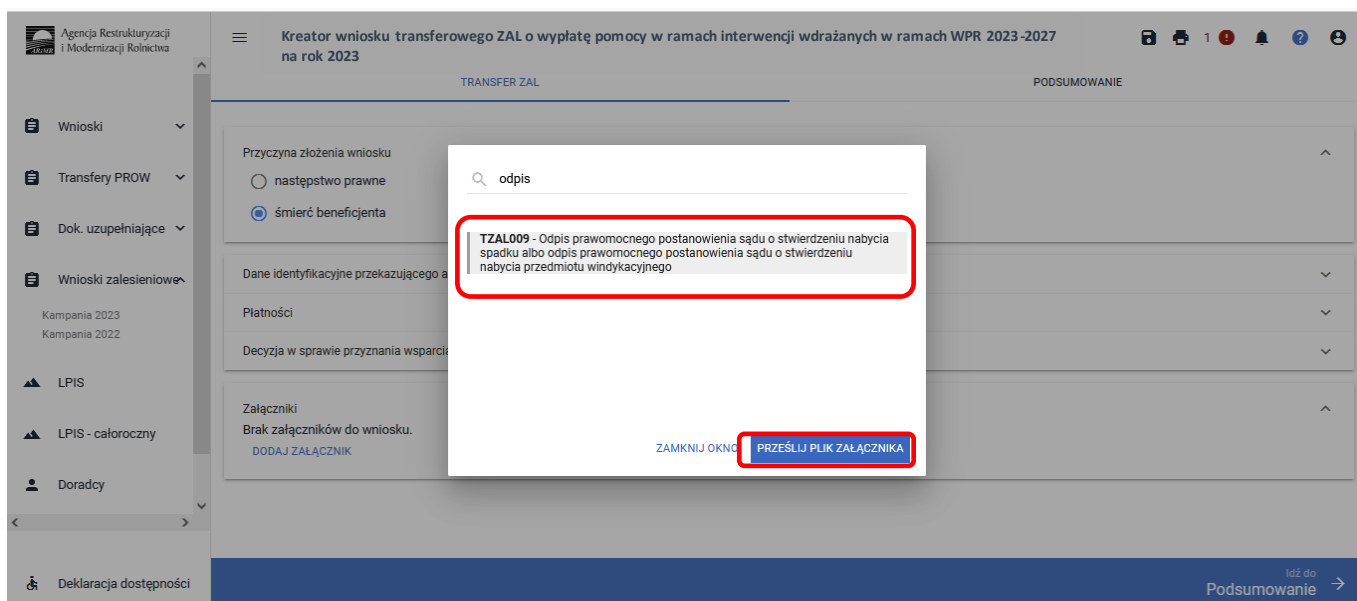 Agencja Restrukturyzacji
i Modernizacji Rolnictwa
ARiMR
Kreator wniosku transferowego ZAL o wypłatę pomocy w ramach interwencji wdrażanych w ramach WPR 2023-2027
na rok 2023
1
TRANSFER ZAL
PODSUMOWANIE
Wnioski
Transfery PROW
Dok. uzupełniające
Wnioski zalesieniowe
Kampania 2023
Kampania 2022
LPIS
LPIS - całoroczny
Doradcy
Deklaracja dostępności
Przyczyna złożenia wniosku
następstwo prawne
śmierć beneficjenta
Dane identyfikacyjne przekazującego a
Płatności
Decyzja w sprawie przyznania wsparcia
Załączniki
Brak załączników do wniosku.
DODAJ ZAŁĄCZNIK
odpis
TZAL009 - Odpis prawomocnego postanowienia sądu o stwierdzeniu nabycia
spadku albo odpis prawomocnego postanowienia sądu o stwierdzeniu
nabycia przedmiotu windykacyjnego
ZAMKNIJ OKNO
PRZEŚLIJ PLIK ZAŁĄCZNIKA
Idź do
Podsumowanie